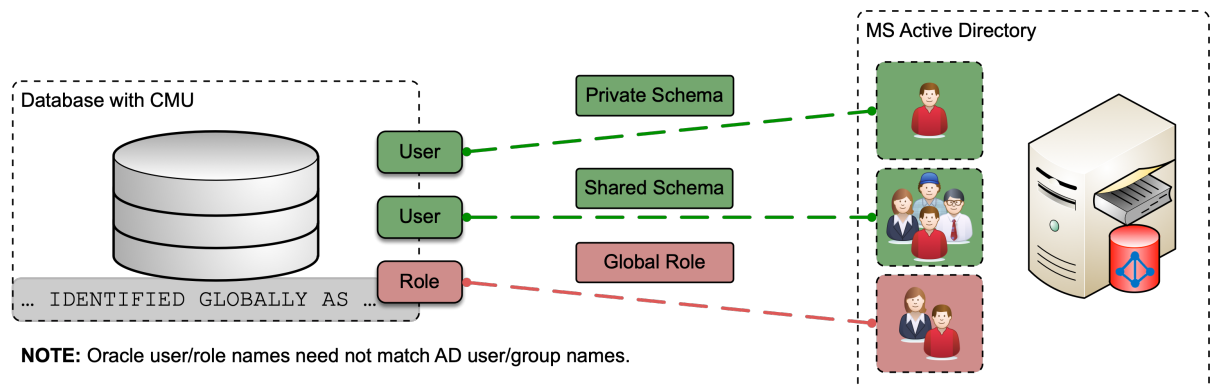 MS Active Directory
Database with CMU
Private Schema
User
Shared Schema
User
Global Role
Role
… IDENTIFIED GLOBALLY AS …
NOTE: Oracle user/role names need not match AD user/group names.